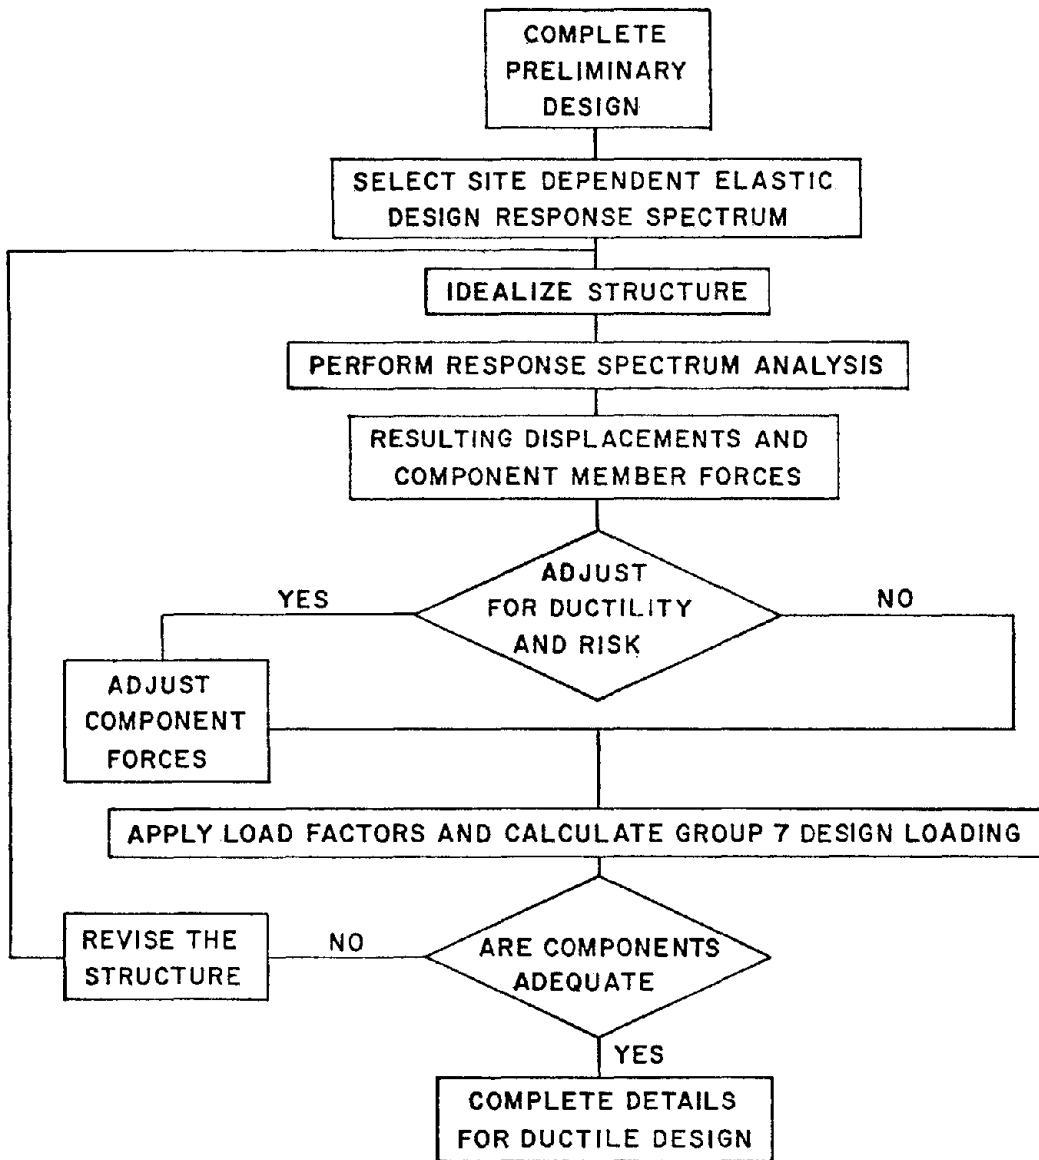 COMPLETE
PRELIMINARY
DESIGN
SELECT SITE DEPENDENT ELASTIC
DESIGN RESPONSE SPECTRUM
IDEALIZE STRUCTURE
PERFORM RESPONSE SPECTRUM ANALYSIS
RESULTING DISPLACEMENTS AND
COMPONENT MEMBER FORCES
ADJUST
FOR DUCTILITY
AND RISK
YES
NO
ADJUST
COMPONENT
FORCES
APPLY LOAD FACTORS AND CALCULATE GROUP 7 DESIGN LOADING
ARE COMPONENTS
ADEQUATE
NO
REVISE THE
STRUCTURE
YES
COMPLETE DETAILS
FOR DUCTILE DESIGN